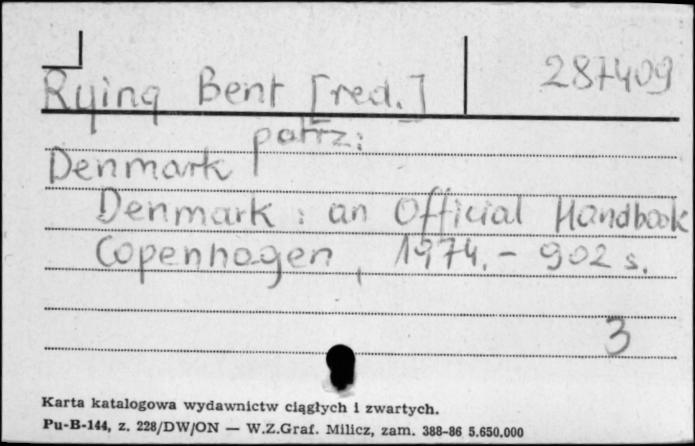 Rying Bent [red.] 287409
patrz:
Denmark
Denmark : an Official Handbook
Copenhagen, 1974. - 902 s.
3
Karta katalogowa wydawnictw ciągłych i zwartych.
Pu-B-144, z. 228/DW/ON — W.Z.Graf. Milicz, zam. 388-86 5.650.000